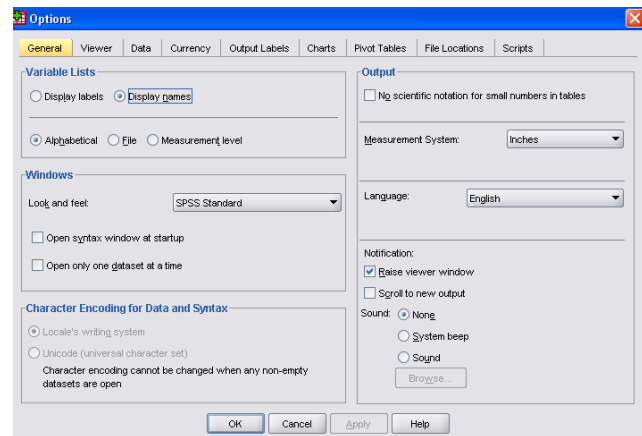 Options
General Viewer Data Currency Output Labels Charts Pivot Tables File Locations Scripts
Variable Lists
Display labels Display names
Alphabetical File Measurement level
Windows
Look and feel: SPSS Standard
Open syntax window at startup
Open only one dataset at a time
Character Encoding for Data and Syntax
Locale's writing system
Unicode (universal character set)
Character encoding cannot be changed when any non-empty
datasets are open
Output
No scientific notation for small numbers in tables
Measurement System: Inches
Language: English
Notification:
Raise viewer window
Scroll to new output
Sound: None
System beep
Sound
Browse...
OK Cancel Apply Help